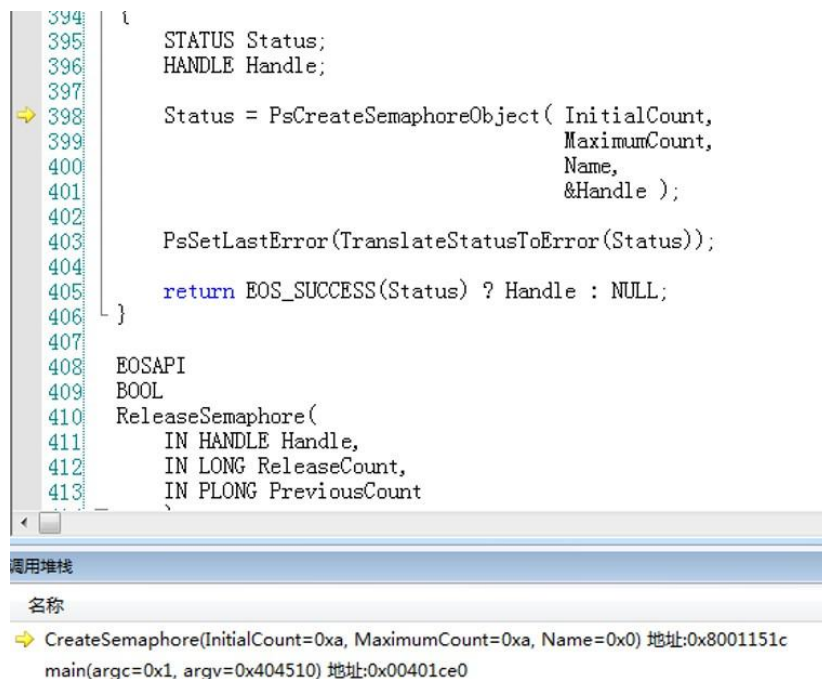 394 {
395 STATUS Status;
396 HANDLE Handle;
397
398 Status = PsCreateSemaphoreObject( InitialCount,
399 MaximumCount,
400 Name,
401 &Handle );
402
403 PsSetLastError(TranslateStatusToError(Status));
404
405 return EOS_SUCCESS(Status) ? Handle : NULL;
406 }
407
408 EOSAPI
409 BOOL
410 ReleaseSemaphore(
411 IN HANDLE Handle,
412 IN LONG ReleaseCount,
413 IN PLONG PreviousCount
调用堆栈
名称
CreateSemaphore(InitialCount=0xa, MaximumCount=0xa, Name=0x0) 地址:0x8001151c
main(argc=0x1, argv=0x404510) 地址:0x00401ce0